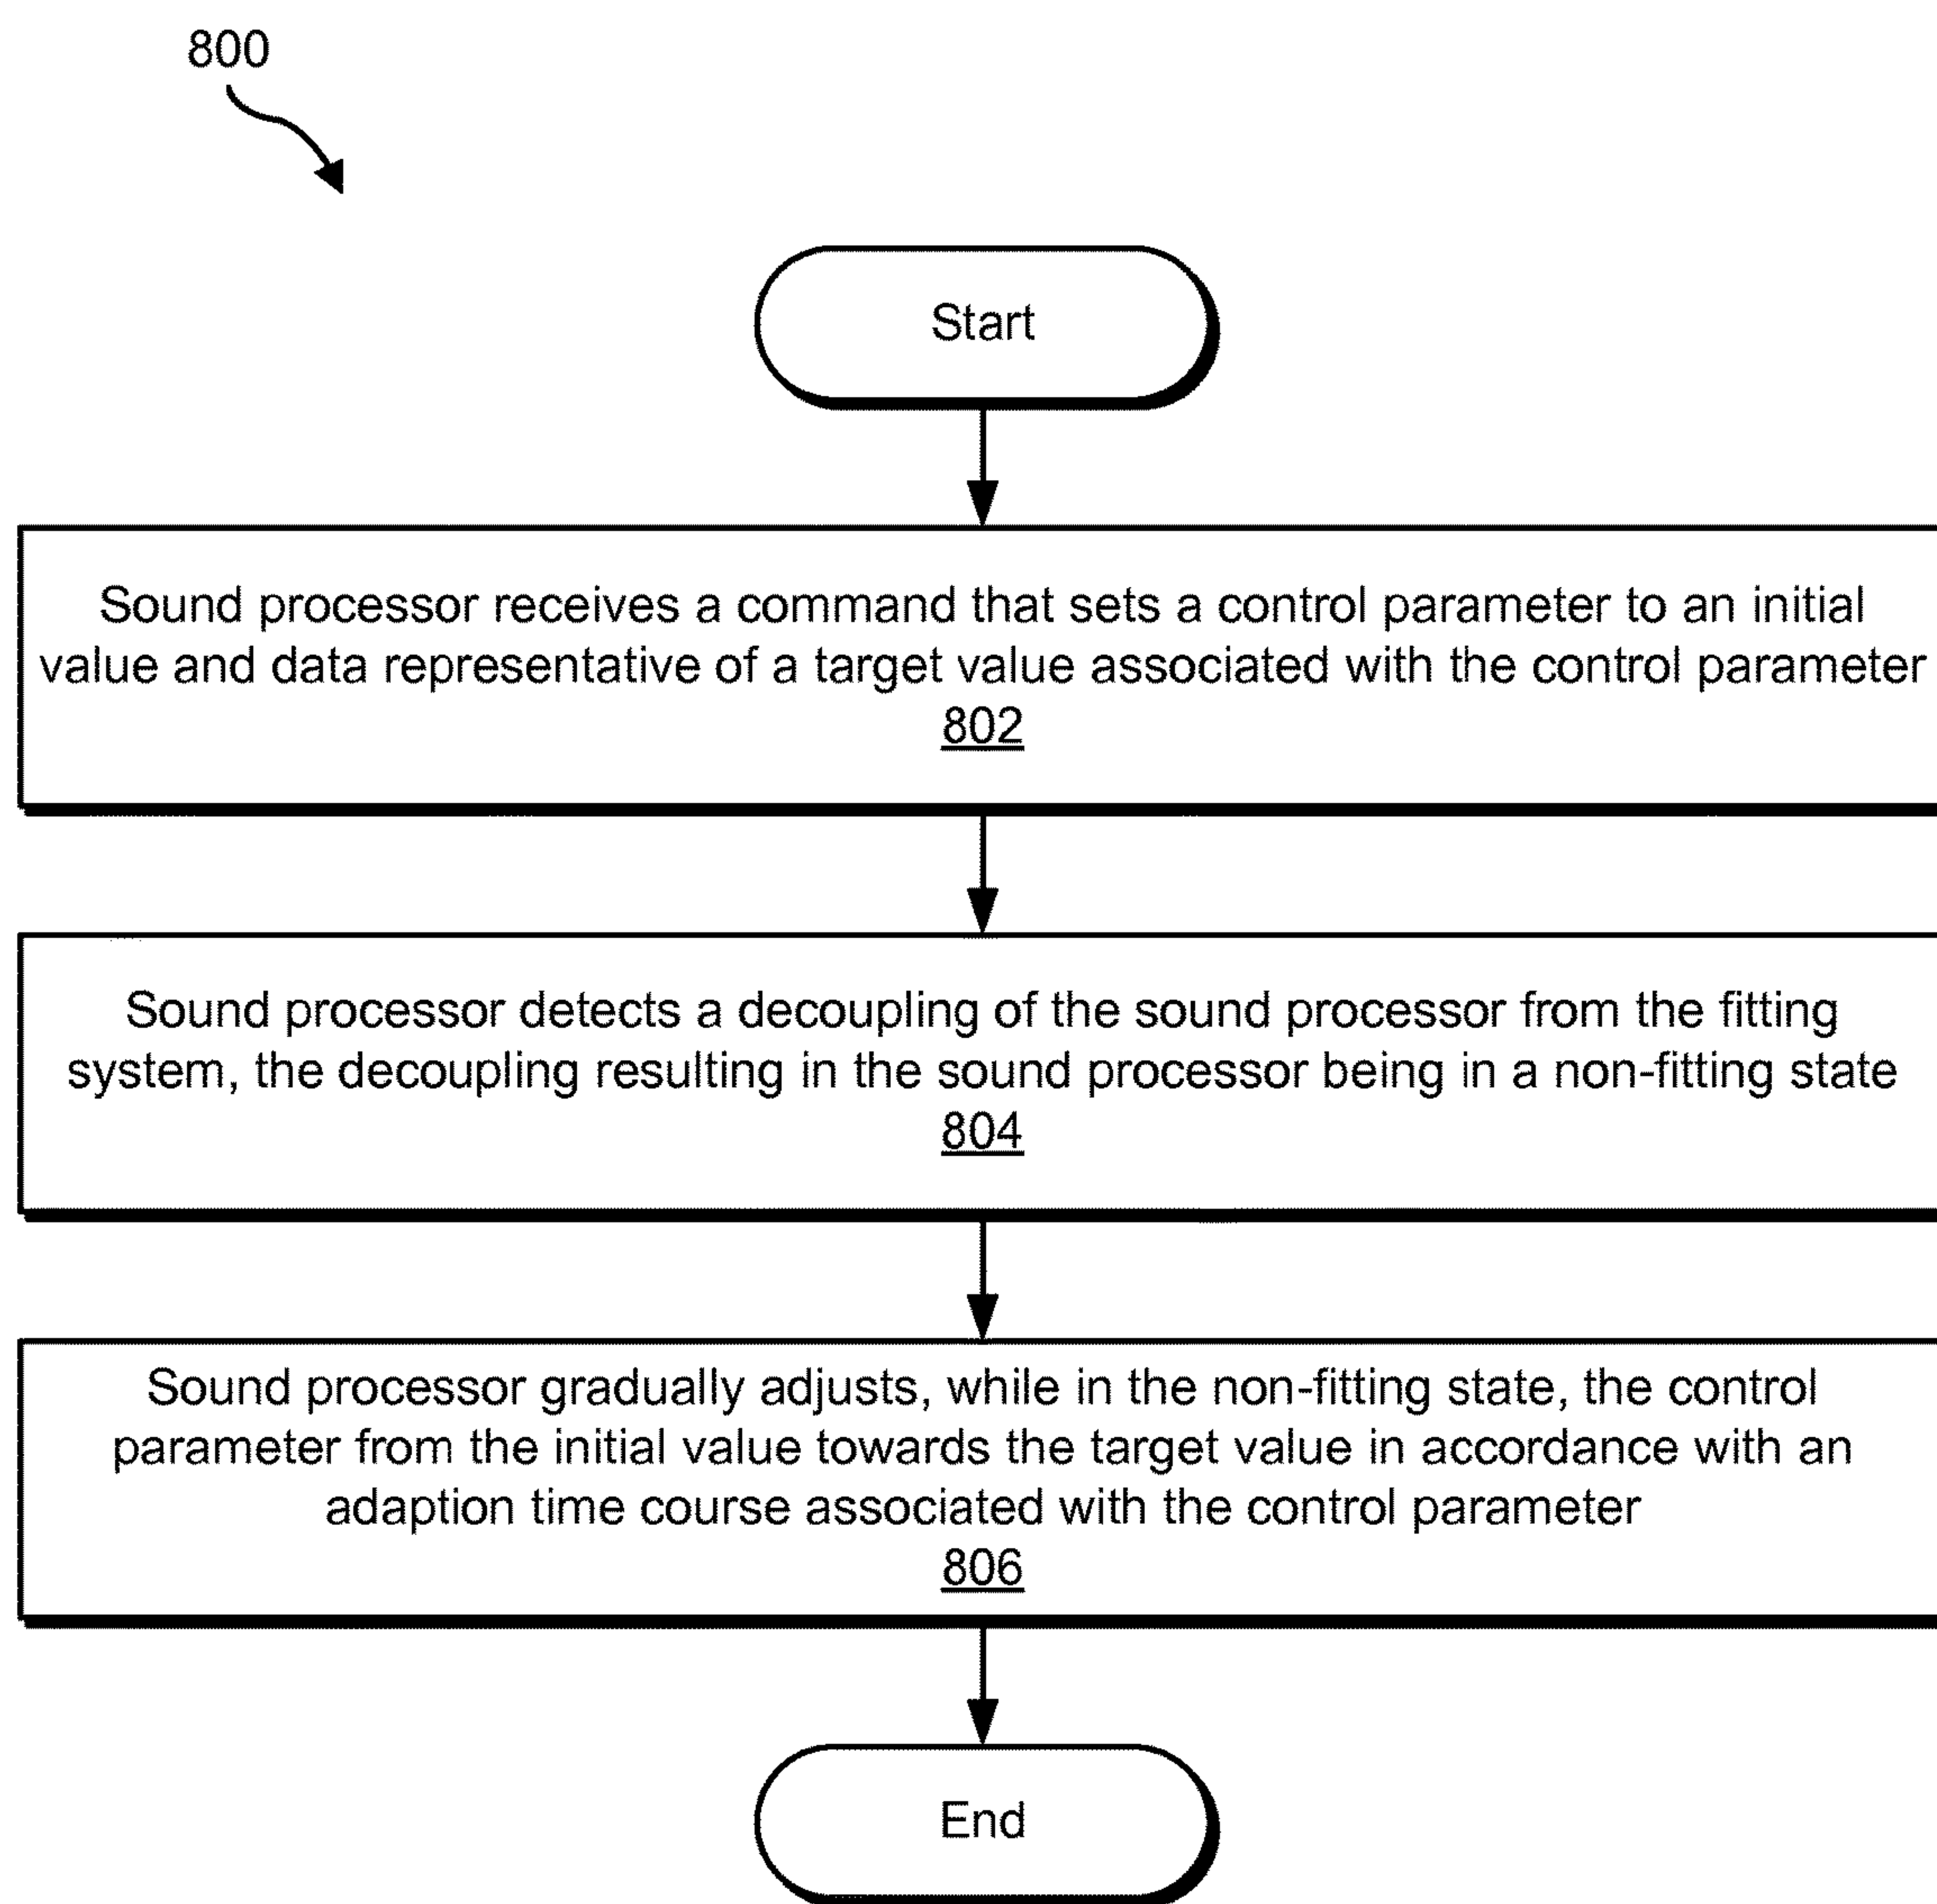 800
Start
Sound processor receives a command that sets a control parameter to an initial
value and data representative of a target value associated with the control parameter
802
Sound processor detects a decoupling of the sound processor from the fitting
system, the decoupling resulting in the sound processor being in a non-fitting state
804
Sound processor gradually adjusts, while in the non-fitting state, the control
parameter from the initial value towards the target value in accordance with an
adaption time course associated with the control parameter
806
End